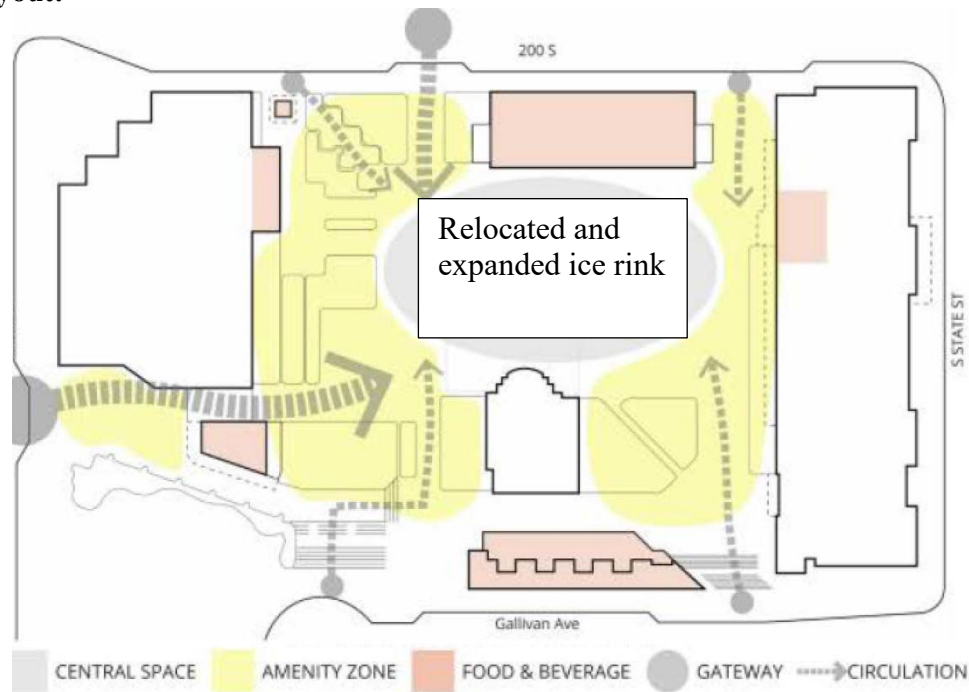 200 S
Relocated and
expanded ice rink
S STATE ST
Gallivan Ave
CENTRAL SPACE AMENITY ZONE FOOD & BEVERAGE GATEWAY CIRCULATION